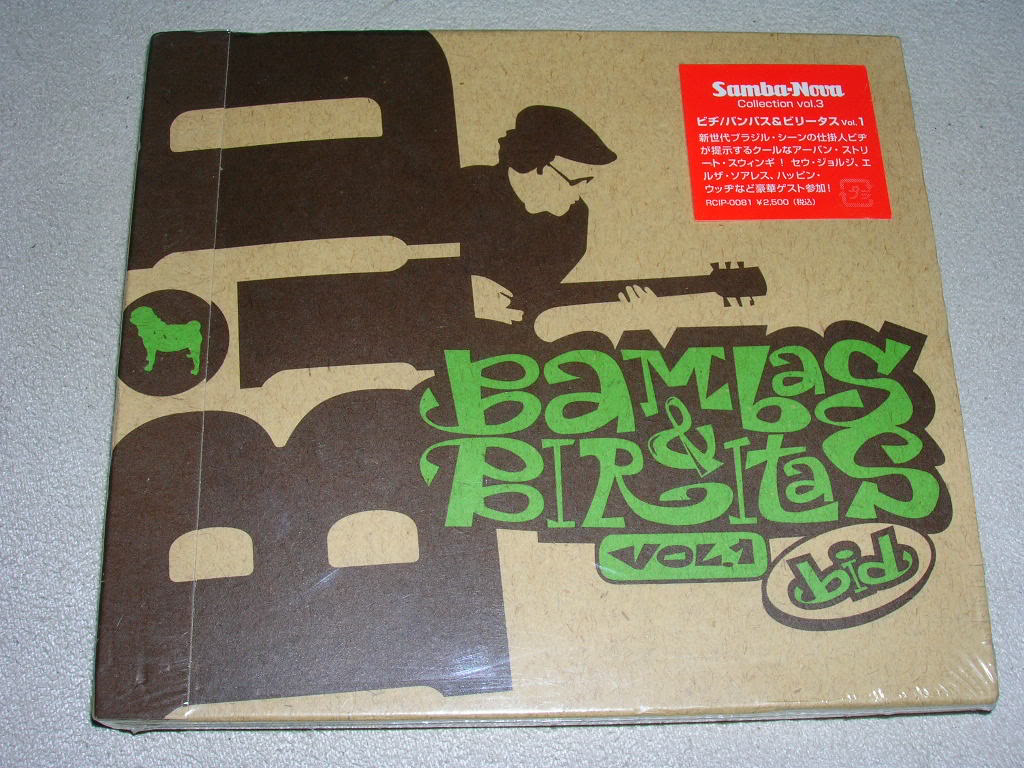 Samba-Nova
Collection vol.3
ビヂ/バンバス&ビリータス Vol.1
新世代ブラジル・シーンの仕掛人ビヂ
が提示するクールなアーバン・ストリ
ート・スウィンギ! セウ・ジョルジ、エ
ルザ・ソアレス、ハッピン・
ウッヂなど豪華ゲスト参加!
RCIP-0081 ¥2,500 (税込)
BAMBAS
& BIRITAS
VOL.1
bid
BiD